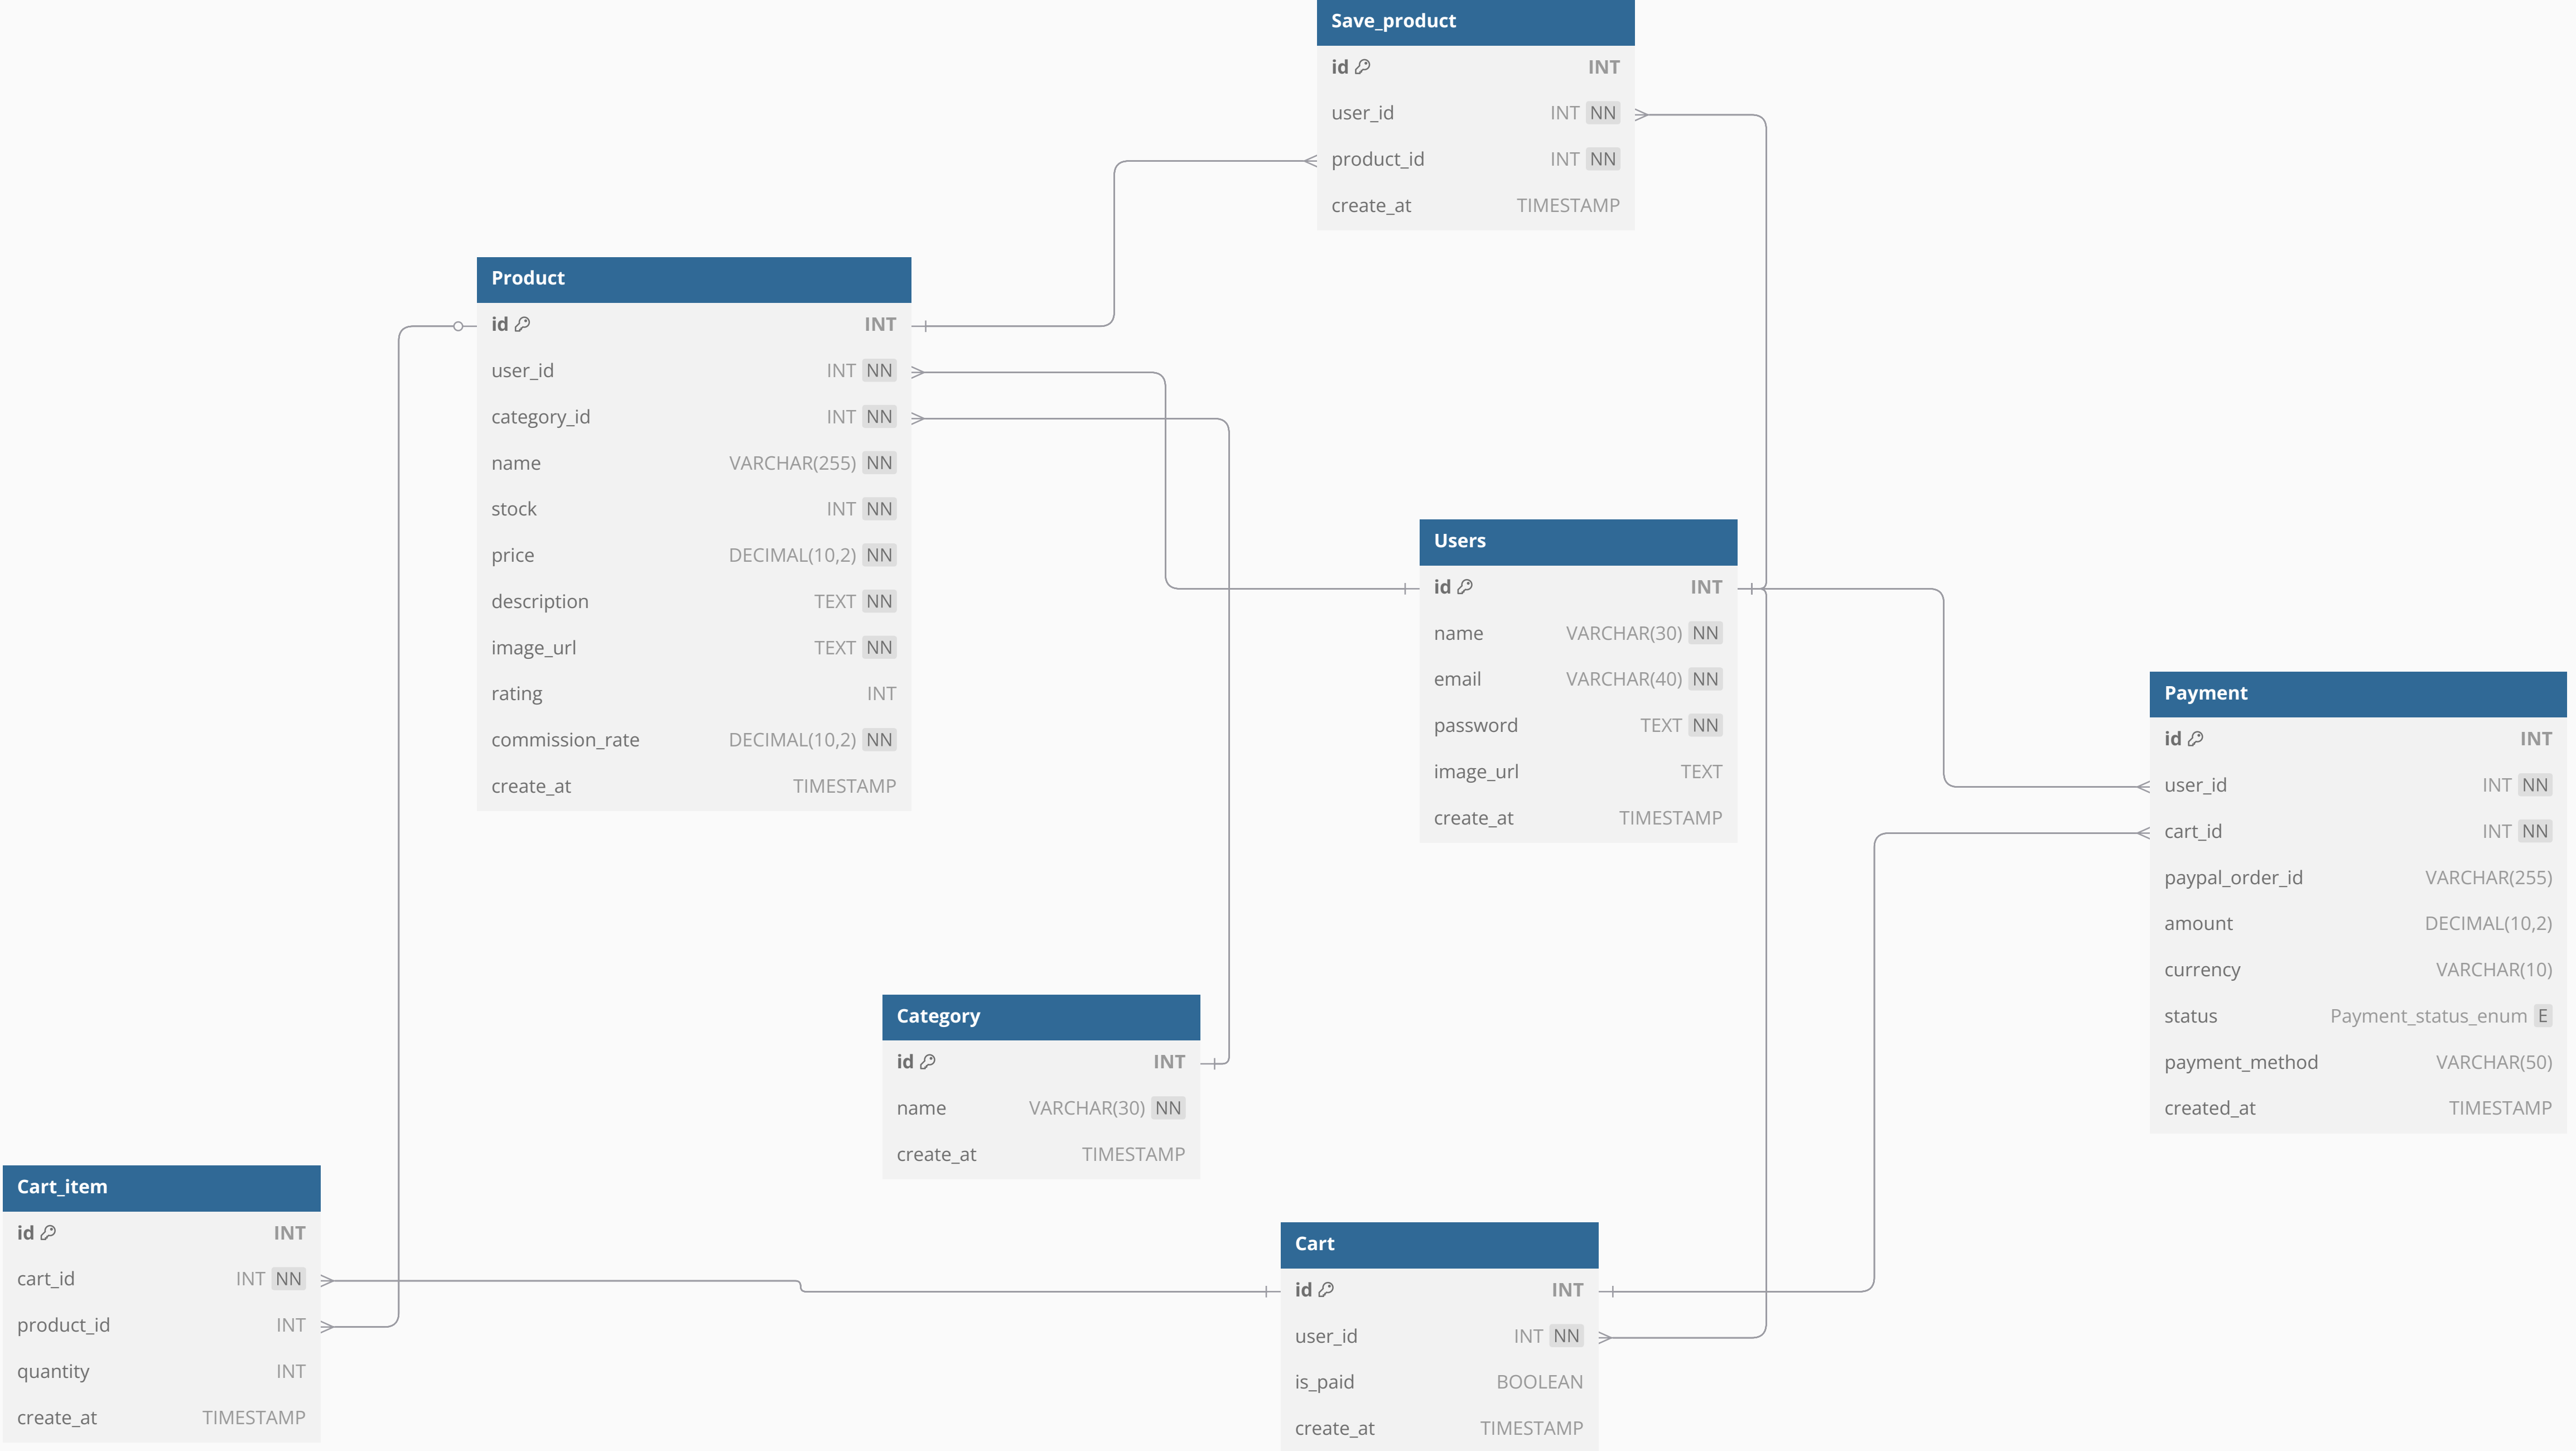 Save_product
id INT
user_id INT NN
product_id INT NN
create_at TIMESTAMP
Product
id INT
user_id INT NN
category_id INT NN
name VARCHAR(255) NN
stock INT NN
price DECIMAL(10,2) NN
description TEXT NN
image_url TEXT NN
rating INT
commission_rate DECIMAL(10,2) NN
create_at TIMESTAMP
Users
id INT
name VARCHAR(30) NN
email VARCHAR(40) NN
password TEXT NN
image_url TEXT
create_at TIMESTAMP
Payment
id INT
user_id INT NN
cart_id INT NN
paypal_order_id VARCHAR(255)
amount DECIMAL(10,2)
currency VARCHAR(10)
status Payment_status_enum E
payment_method VARCHAR(50)
created_at TIMESTAMP
Category
id INT
name VARCHAR(30) NN
create_at TIMESTAMP
Cart_item
id INT
cart_id INT NN
product_id INT
quantity INT
create_at TIMESTAMP
Cart
id INT
user_id INT NN
is_paid BOOLEAN
create_at TIMESTAMP